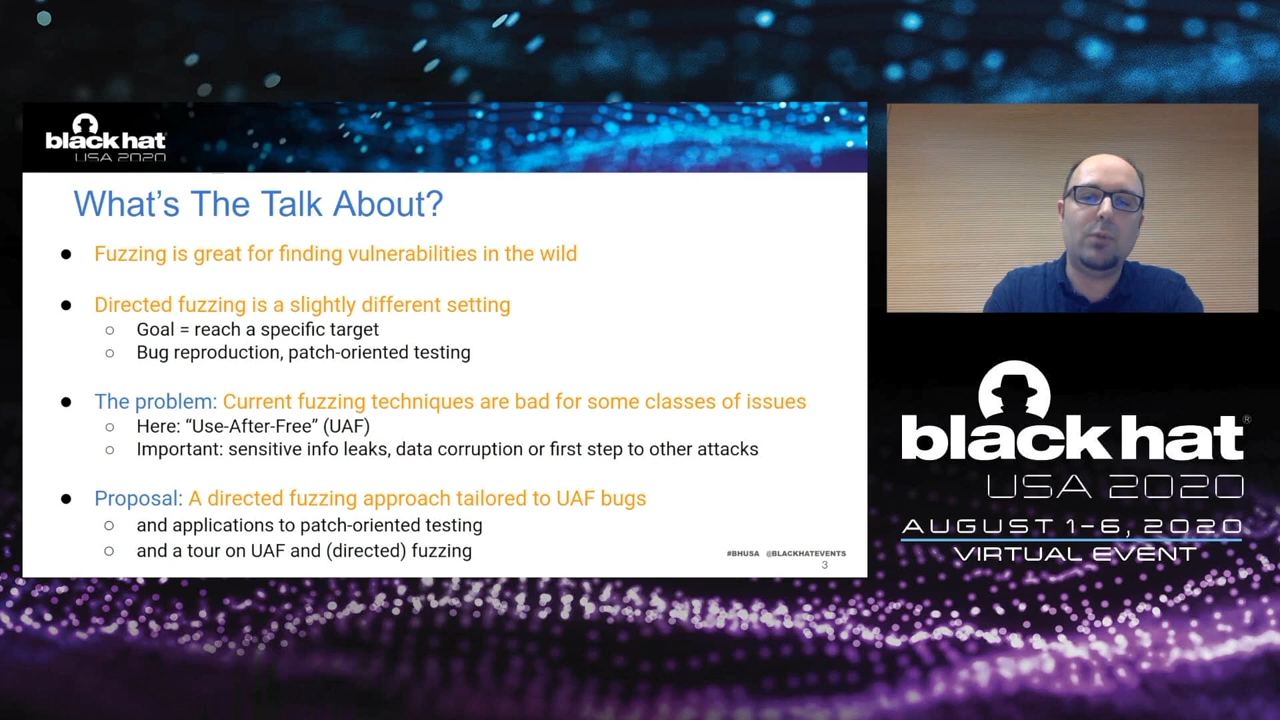 black hat
USA 2020
What's The Talk About?
● Fuzzing is great for finding vulnerabilities in the wild
● Directed fuzzing is a slightly different setting
○ Goal = reach a specific target
○ Bug reproduction, patch-oriented testing
● The problem: Current fuzzing techniques are bad for some classes of issues
○ Here: “Use-After-Free” (UAF)
○ Important: sensitive info leaks, data corruption or first step to other attacks
● Proposal: A directed fuzzing approach tailored to UAF bugs
○ and applications to patch-oriented testing
○ and a tour on UAF and (directed) fuzzing
#BHUSA @BLACKHATEVENTS
3
black hat®
USA 2020
AUGUST 1-6, 2020
VIRTUAL EVENT